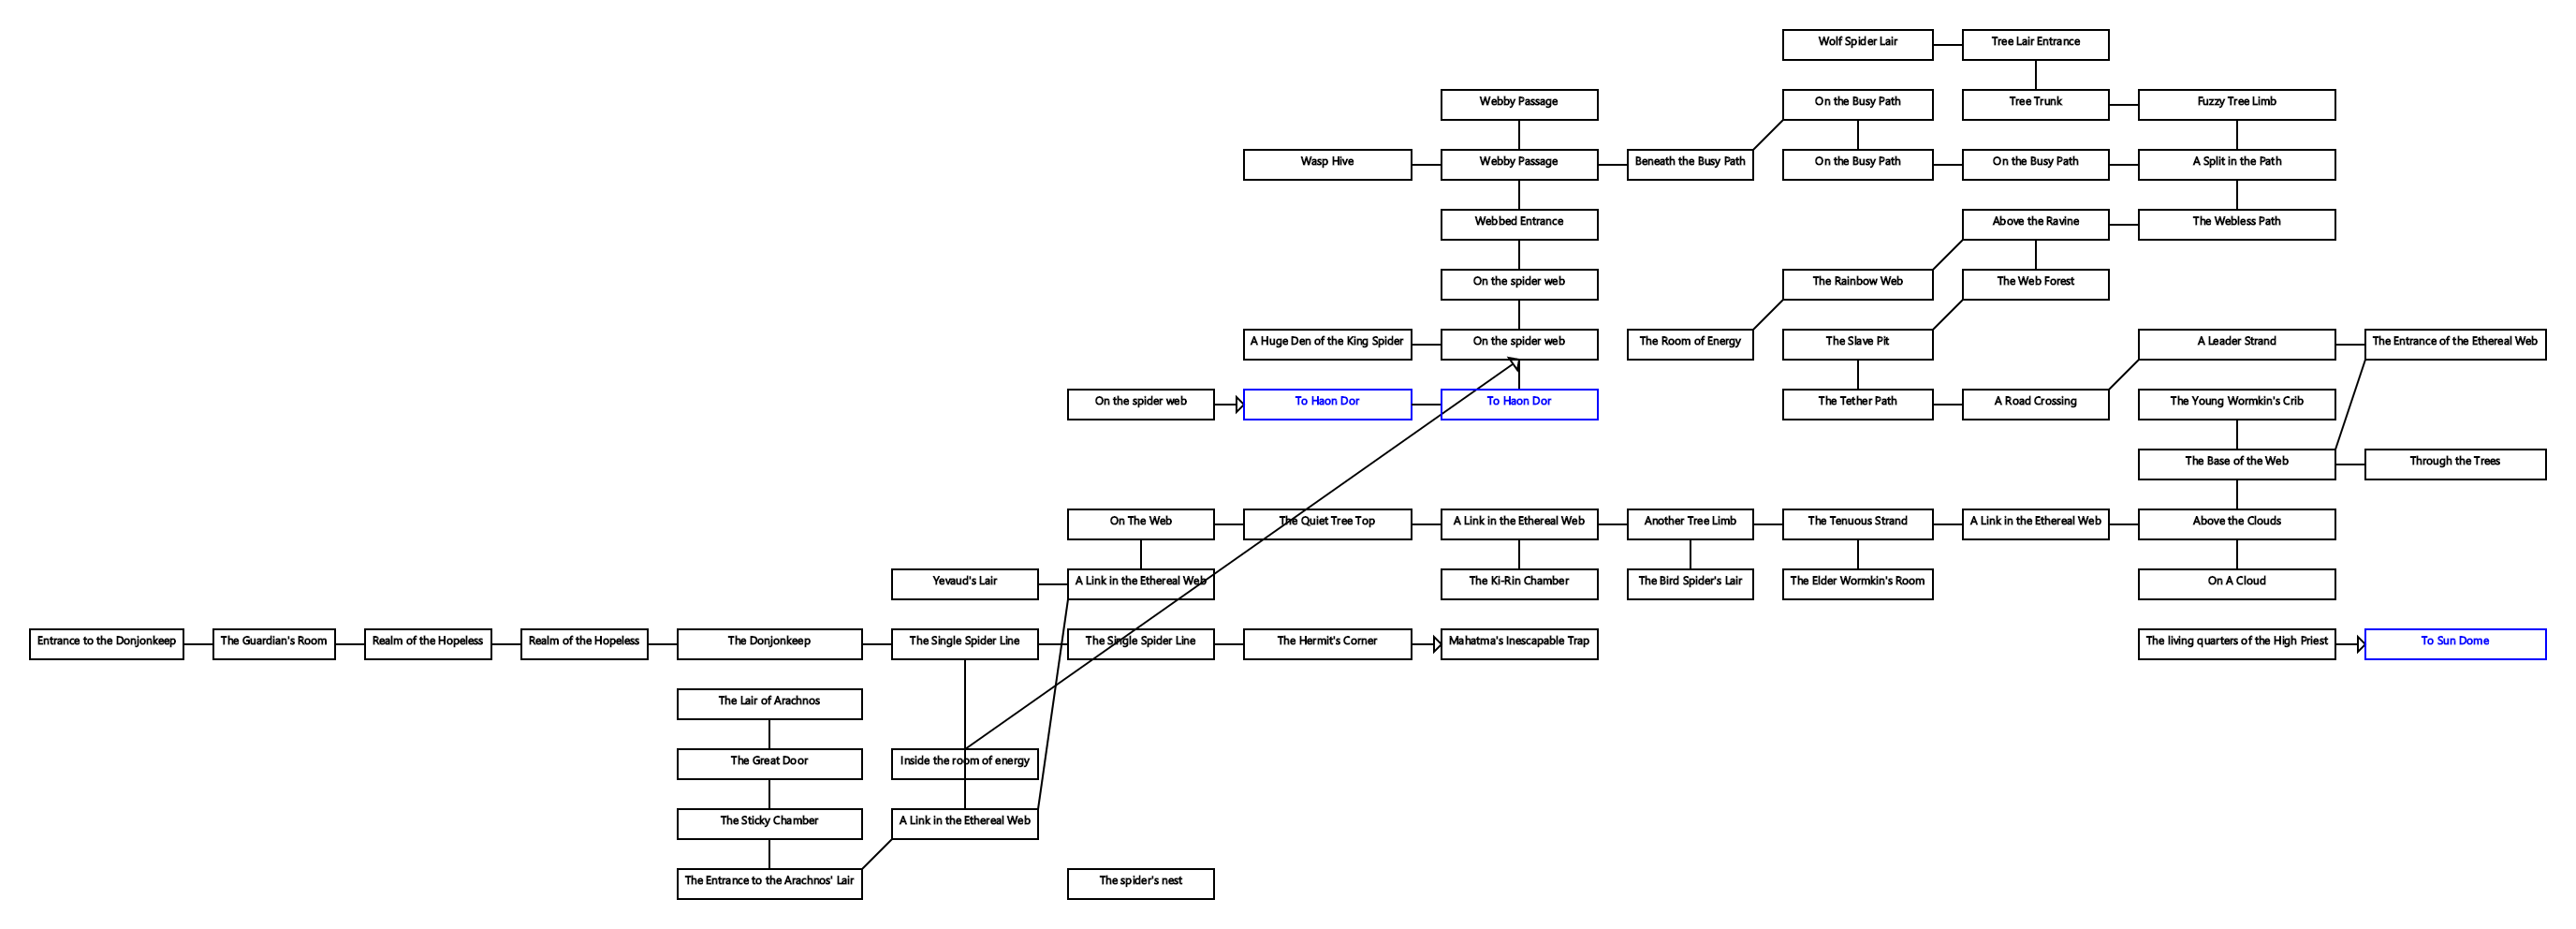 Wolf Spider Lair
Tree Lair Entrance
Webby Passage
On the Busy Path
Tree Trunk
Fuzzy Tree Limb
Wasp Hive
Webby Passage
Beneath the Busy Path
On the Busy Path
On the Busy Path
A Split in the Path
Webbed Entrance
Above the Ravine
The Webless Path
On the spider web
The Rainbow Web
The Web Forest
A Huge Den of the King Spider
On the spider web
The Room of Energy
The Slave Pit
A Leader Strand
The Entrance of the Ethereal Web
On the spider web
To Haon Dor
To Haon Dor
The Tether Path
A Road Crossing
The Young Wormkin's Crib
The Base of the Web
Through the Trees
On The Web
The Quiet Tree Top
A Link in the Ethereal Web
Another Tree Limb
The Tenuous Strand
A Link in the Ethereal Web
Above the Clouds
Yevaud's Lair
A Link in the Ethereal Web
The Ki-Rin Chamber
The Bird Spider's Lair
The Elder Wormkin's Room
On A Cloud
Entrance to the Donjonkeep
The Guardian's Room
Realm of the Hopeless
Realm of the Hopeless
The Donjonkeep
The Single Spider Line
The Single Spider Line
The Hermit's Corner
Mahatma's Inescapable Trap
The living quarters of the High Priest
To Sun Dome
The Lair of Arachnos
The Great Door
Inside the room of energy
The Sticky Chamber
A Link in the Ethereal Web
The Entrance to the Arachnos' Lair
The spider's nest